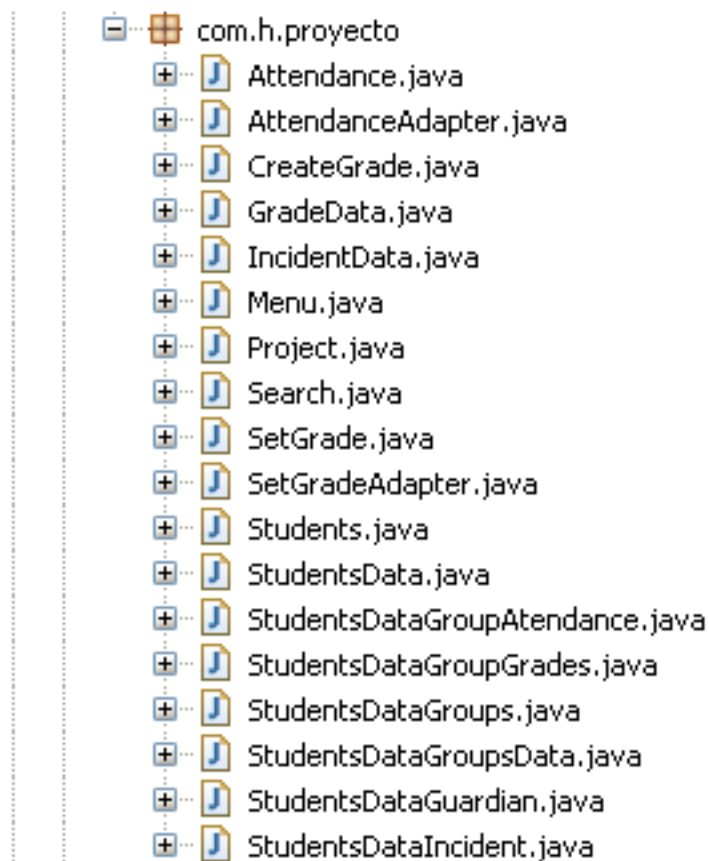 com.h.proyecto
Attendance.java
AttendanceAdapter.java
CreateGrade.java
GradeData.java
IncidentData.java
Menu.java
Project.java
Search.java
SetGrade.java
SetGradeAdapter.java
Students.java
StudentsData.java
StudentsDataGroupAtendance.java
StudentsDataGroupGrades.java
StudentsDataGroups.java
StudentsDataGroupsData.java
StudentsDataGuardian.java
StudentsDataIncident.java